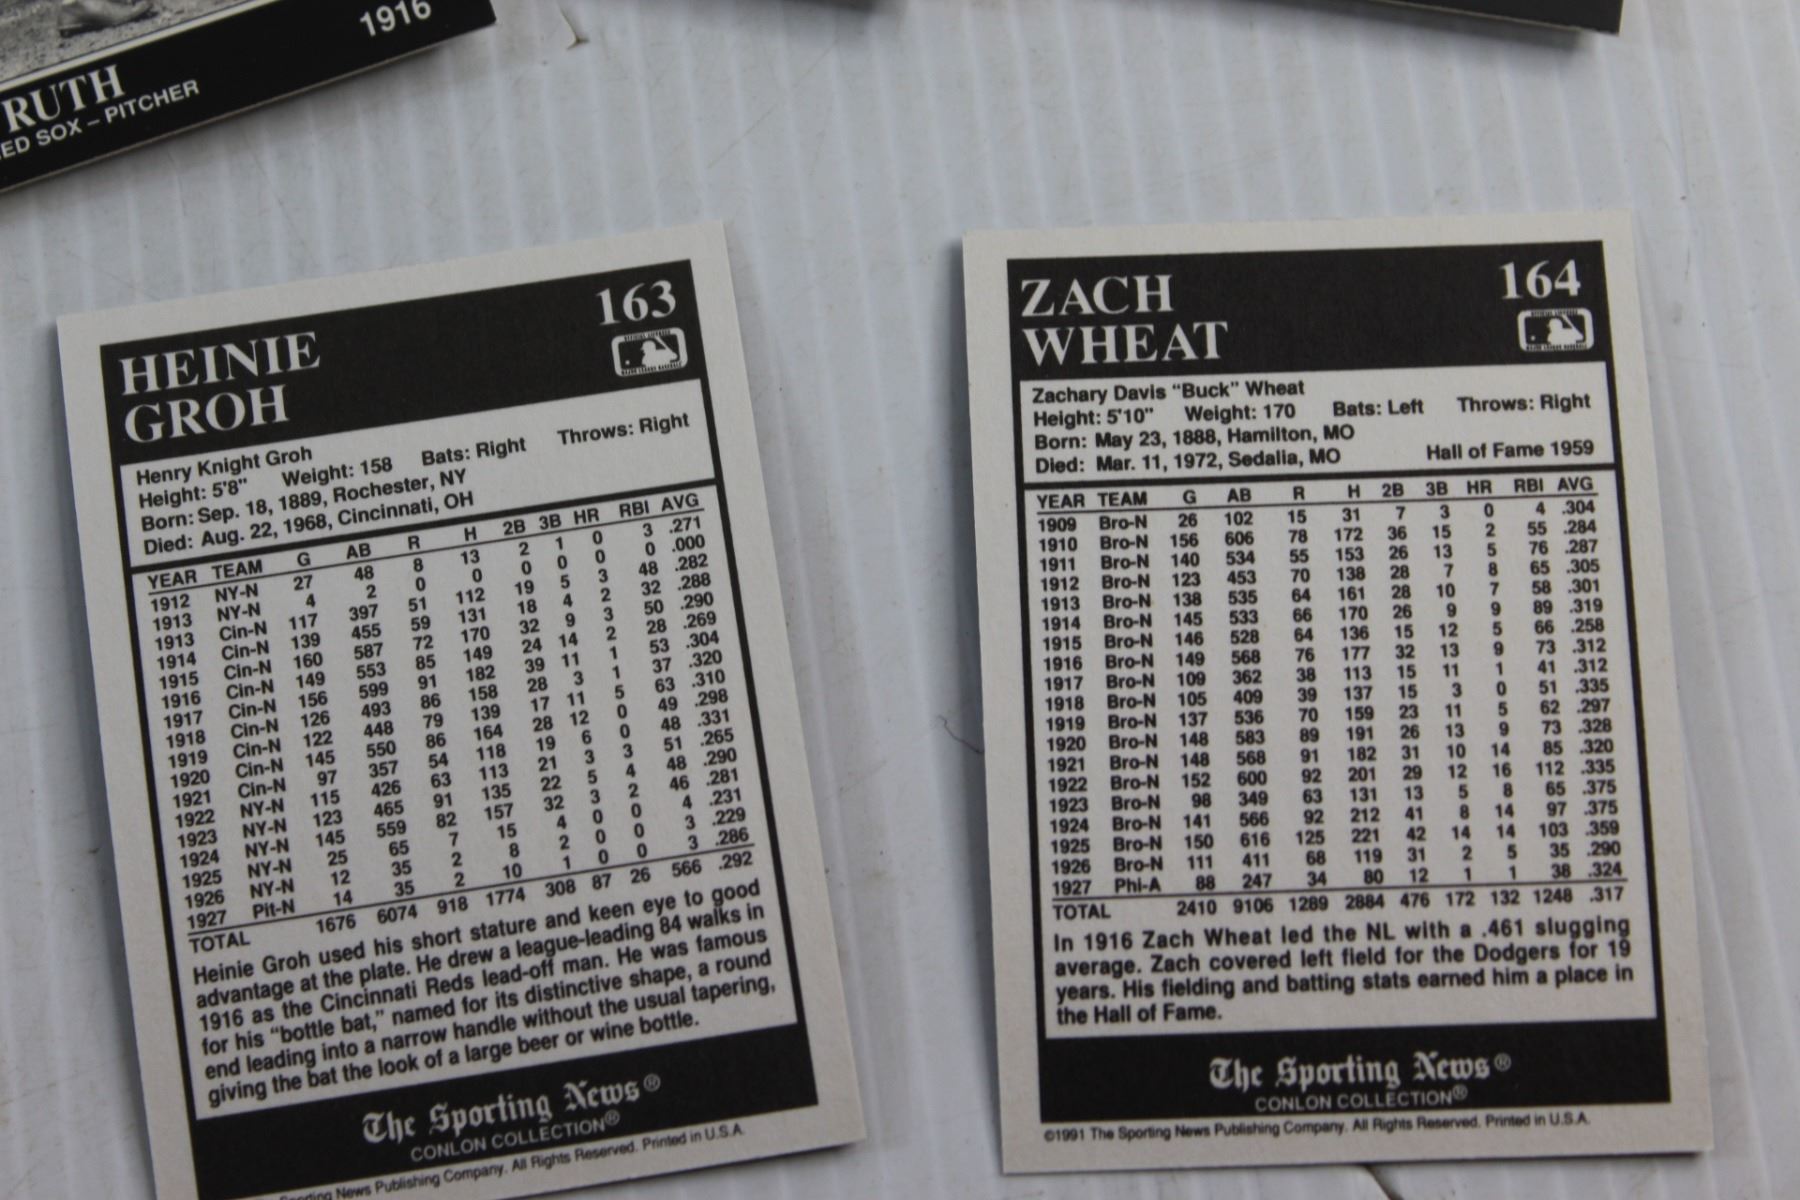 1916
RUTH
ED SOX – PITCHER
HEINIE 163
GROH
Henry Knight Groh
Height: 5'8" Weight: 158 Bats: Right Throws: Right
Born: Sep. 18, 1889, Rochester, NY
Died: Aug. 22, 1968, Cincinnati, OH
YEAR TEAM G AB R H 2B 3B HR RBI AVG
1912 NY-N 27 48 8 13 2 1 0 3 .271
1913 NY-N 4 2 0 0 0 0 0 0 .000
1913 Cin-N 117 397 51 112 19 5 3 48 .282
1914 Cin-N 139 455 59 131 18 4 2 32 .288
1915 Cin-N 160 587 72 170 32 9 3 50 .290
1916 Cin-N 149 553 85 149 24 14 2 28 .269
1917 Cin-N 156 599 91 182 39 11 1 53 .304
1918 Cin-N 126 493 86 158 28 3 1 37 .320
1919 Cin-N 122 448 79 139 17 11 5 63 .310
1920 Cin-N 145 550 86 164 28 12 0 49 .298
1921 Cin-N 97 357 54 118 19 6 0 48 .331
1922 NY-N 115 426 63 113 21 3 3 51 .265
1923 NY-N 123 465 91 135 22 5 4 48 .290
1924 NY-N 145 559 82 157 32 3 2 46 .281
1925 NY-N 25 65 7 15 4 0 0 4 .231
1926 NY-N 12 35 2 8 2 0 0 3 .229
1927 Pit-N 14 35 2 10 1 0 0 3 .286
TOTAL 1676 6074 918 1774 308 87 26 566 .292
Heinie Groh used his short stature and keen eye to good
advantage at the plate. He drew a league-leading 84 walks in
1916 as the Cincinnati Reds lead-off man. He was famous
for his "bottle bat," named for its distinctive shape, a round
end leading into a narrow handle without the usual tapering,
giving the bat the look of a large beer or wine bottle.
The Sporting News®
CONLON COLLECTION®
Sporting News Publishing Company. All Rights Reserved. Printed in U.S.A.
ZACH 164
WHEAT
Zachary Davis "Buck" Wheat
Height: 5'10" Weight: 170 Bats: Left Throws: Right
Born: May 23, 1888, Hamilton, MO
Died: Mar. 11, 1972, Sedalia, MO Hall of Fame 1959
YEAR TEAM G AB R H 2B 3B HR RBI AVG
1909 Bro-N 26 102 15 31 7 3 0 4 .304
1910 Bro-N 156 606 78 172 36 15 2 55 .284
1911 Bro-N 140 534 55 153 26 13 5 76 .287
1912 Bro-N 123 453 70 138 28 7 8 65 .305
1913 Bro-N 138 535 64 161 28 10 7 58 .301
1914 Bro-N 145 533 66 170 26 9 9 89 .319
1915 Bro-N 146 528 64 136 15 12 5 66 .258
1916 Bro-N 149 568 76 177 32 13 9 73 .312
1917 Bro-N 109 362 38 113 15 11 1 41 .312
1918 Bro-N 105 409 39 137 15 3 0 51 .335
1919 Bro-N 137 536 70 159 23 11 5 62 .297
1920 Bro-N 148 583 89 191 26 13 9 73 .328
1921 Bro-N 148 568 91 182 31 10 14 85 .320
1922 Bro-N 152 600 92 201 29 12 16 112 .335
1923 Bro-N 98 349 63 131 13 5 8 65 .375
1924 Bro-N 141 566 92 212 41 8 14 97 .375
1925 Bro-N 150 616 125 221 42 14 14 103 .359
1926 Bro-N 111 411 68 119 31 2 5 35 .290
1927 Phi-A 88 247 34 80 12 1 1 38 .324
TOTAL 2410 9106 1289 2884 476 172 132 1248 .317
In 1916 Zach Wheat led the NL with a .461 slugging
average. Zach covered left field for the Dodgers for 19
years. His fielding and batting stats earned him a place in
the Hall of Fame.
The Sporting News®
CONLON COLLECTION®
©1991 The Sporting News Publishing Company. All Rights Reserved. Printed in U.S.A.